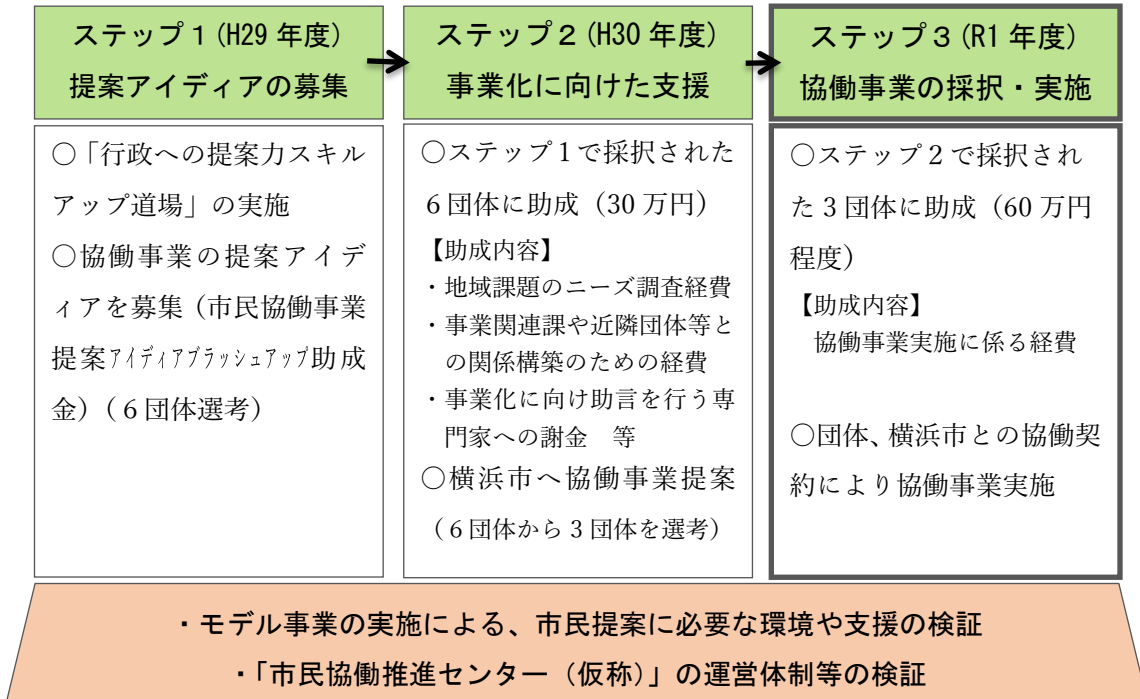 ステップ１(H29 年度)
提案アイディアの募集
○「行政への提案力スキル
アップ道場」の実施
○協働事業の提案アイデ
ィアを募集（市民協働事業
提案ｱｲﾃﾞｨｱﾌﾞﾗｯｼｭｱｯﾌﾟ助成
金）（６団体選考）
ステップ２(H30 年度)
事業化に向けた支援
○ステップ１で採択された
６団体に助成（30 万円）
【助成内容】
・地域課題のニーズ調査経費
・事業関連課や近隣団体等と
の関係構築のための経費
・事業化に向け助言を行う専
門家への謝金　等
○横浜市へ協働事業提案
（６団体から３団体を選考）
ステップ３(R1 年度)
協働事業の採択・実施
○ステップ２で採択され
た３団体に助成（60 万円
程度）
【助成内容】
協働事業実施に係る経費
○団体、横浜市との協働契
約により協働事業実施
・モデル事業の実施による、市民提案に必要な環境や支援の検証
・「市民協働推進センター（仮称）」の運営体制等の検証